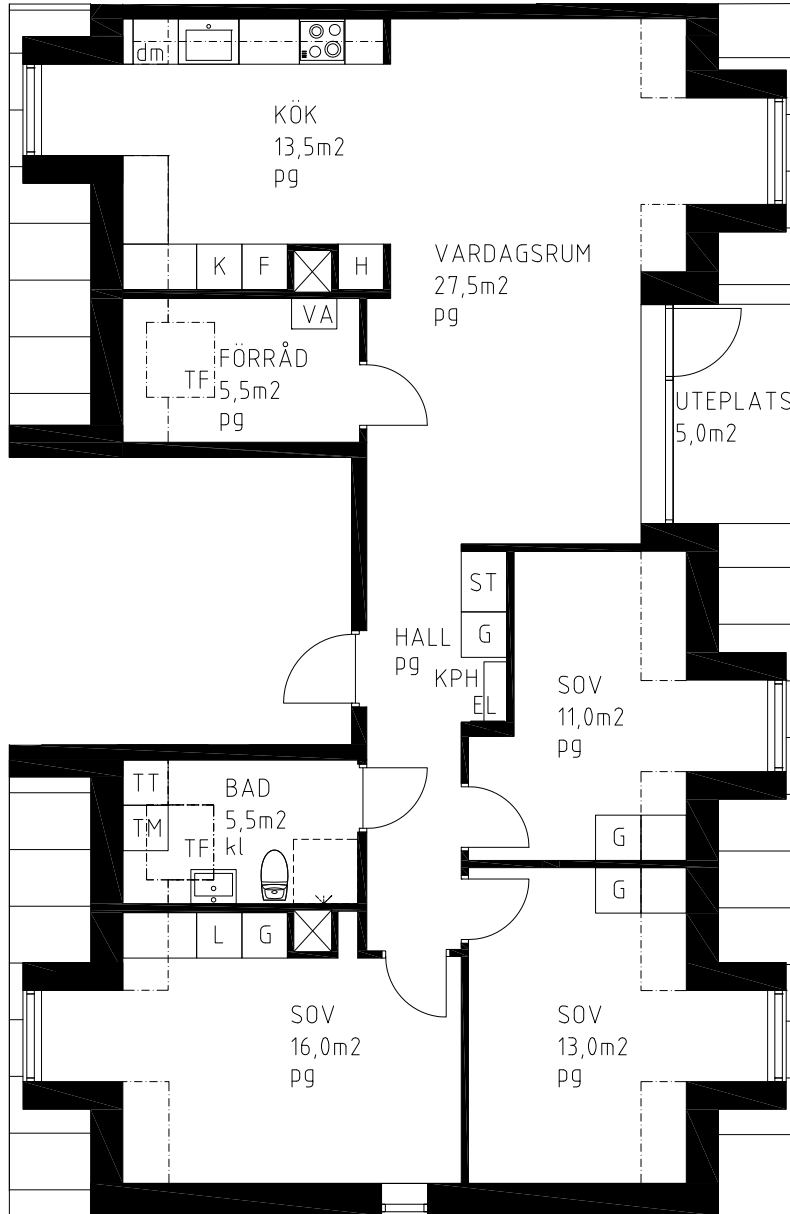 dm
KÖK
13,5m2
pg
K
F
H
VARDAGSRUM
27,5m2
pg
VA
FÖRRÅD
TF
5,5m2
pg
UTEPLATS
5,0m2
ST
G
HALL
pg
KPH
EL
SOV
11,0m2
pg
TT
TM
BAD
5,5m2
kl
TF
G
G
L
G
SOV
16,0m2
pg
SOV
13,0m2
pg